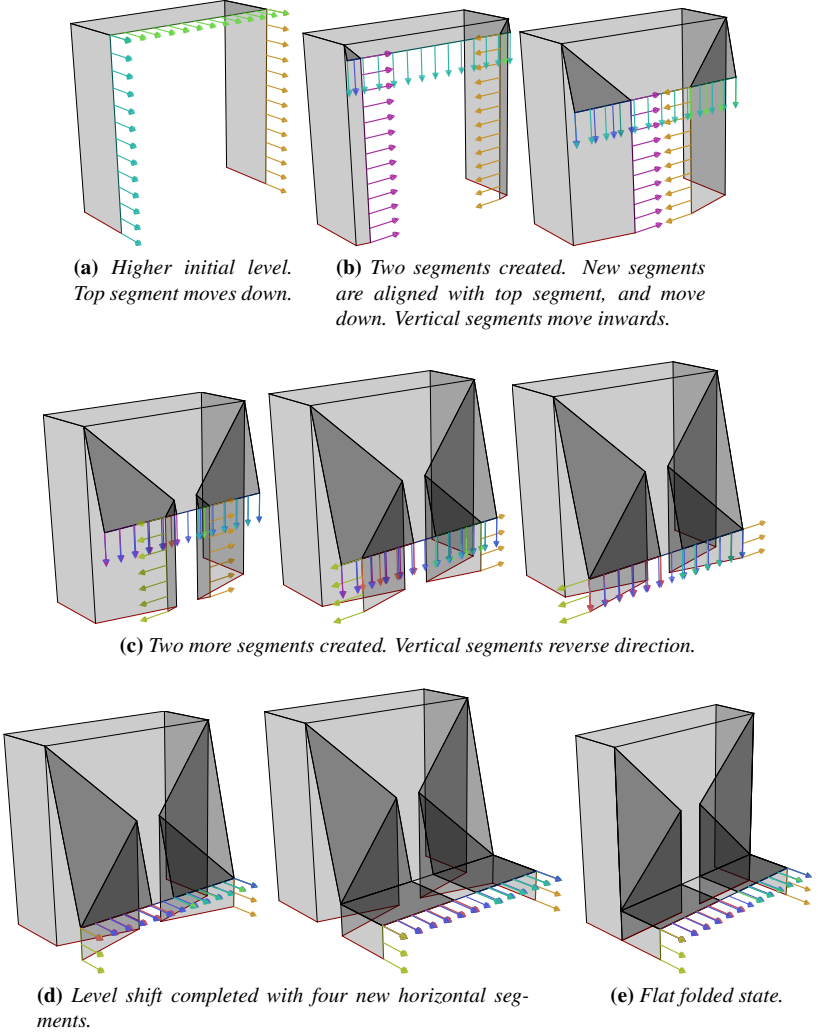 (a) Higher initial level.
Top segment moves down.
(b) Two segments created. New segments
are aligned with top segment, and move
down. Vertical segments move inwards.
(c) Two more segments created. Vertical segments reverse direction.
(d) Level shift completed with four new horizontal seg-
ments.
(e) Flat folded state.